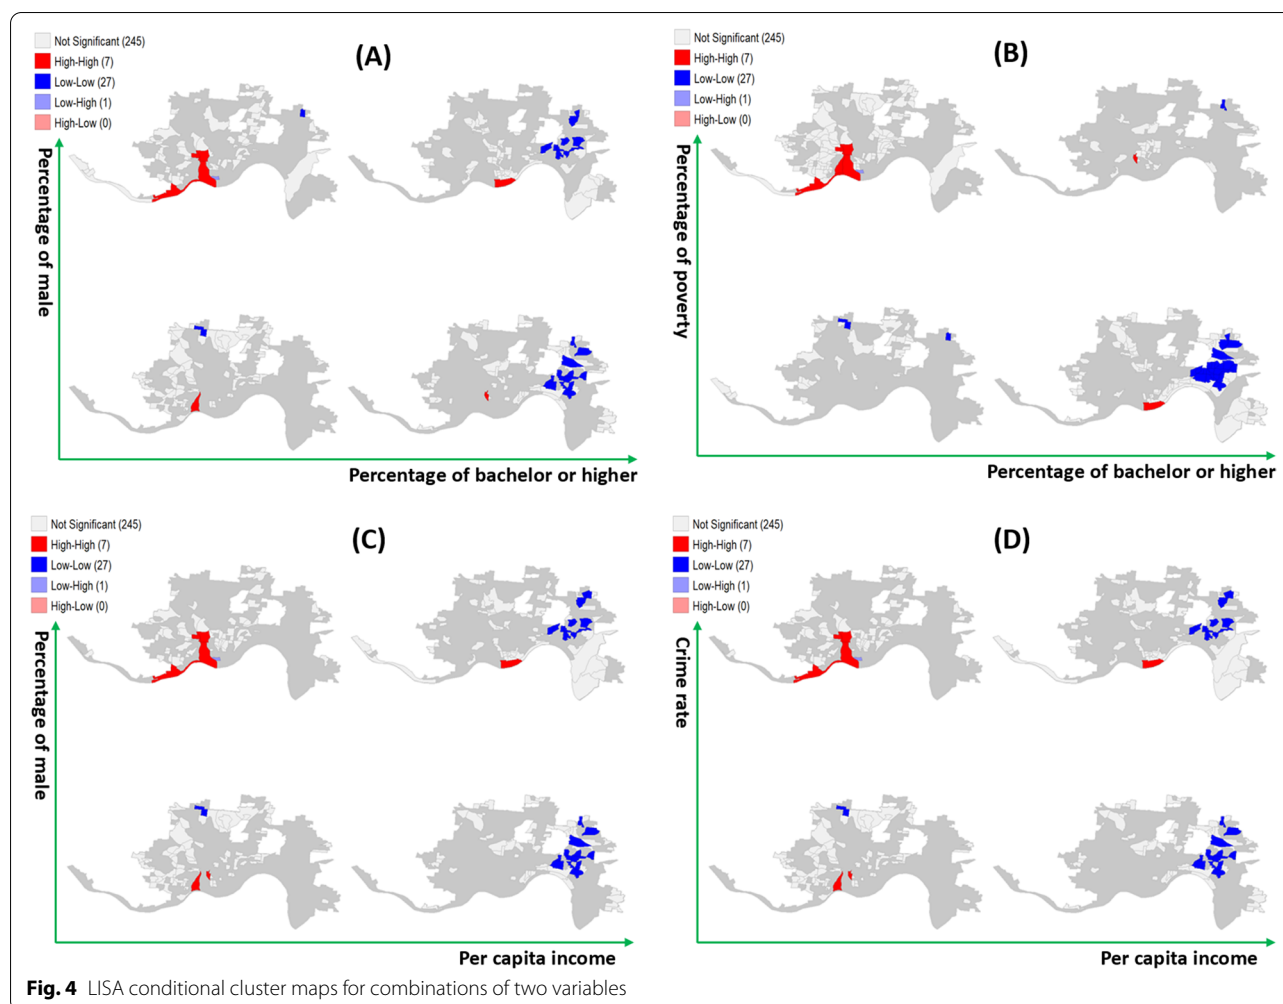 (A)
Not Significant (245)
High-High (7)
Low-Low (27)
Low-High (1)
High-Low (0)
Percentage of male
Percentage of bachelor or higher
(B)
Not Significant (245)
High-High (7)
Low-Low (27)
Low-High (1)
High-Low (0)
Percentage of poverty
Percentage of bachelor or higher
(C)
Not Significant (245)
High-High (7)
Low-Low (27)
Low-High (1)
High-Low (0)
Percentage of male
Per capita income
(D)
Not Significant (245)
High-High (7)
Low-Low (27)
Low-High (1)
High-Low (0)
Crime rate
Per capita income
Fig. 4 LISA conditional cluster maps for combinations of two variables